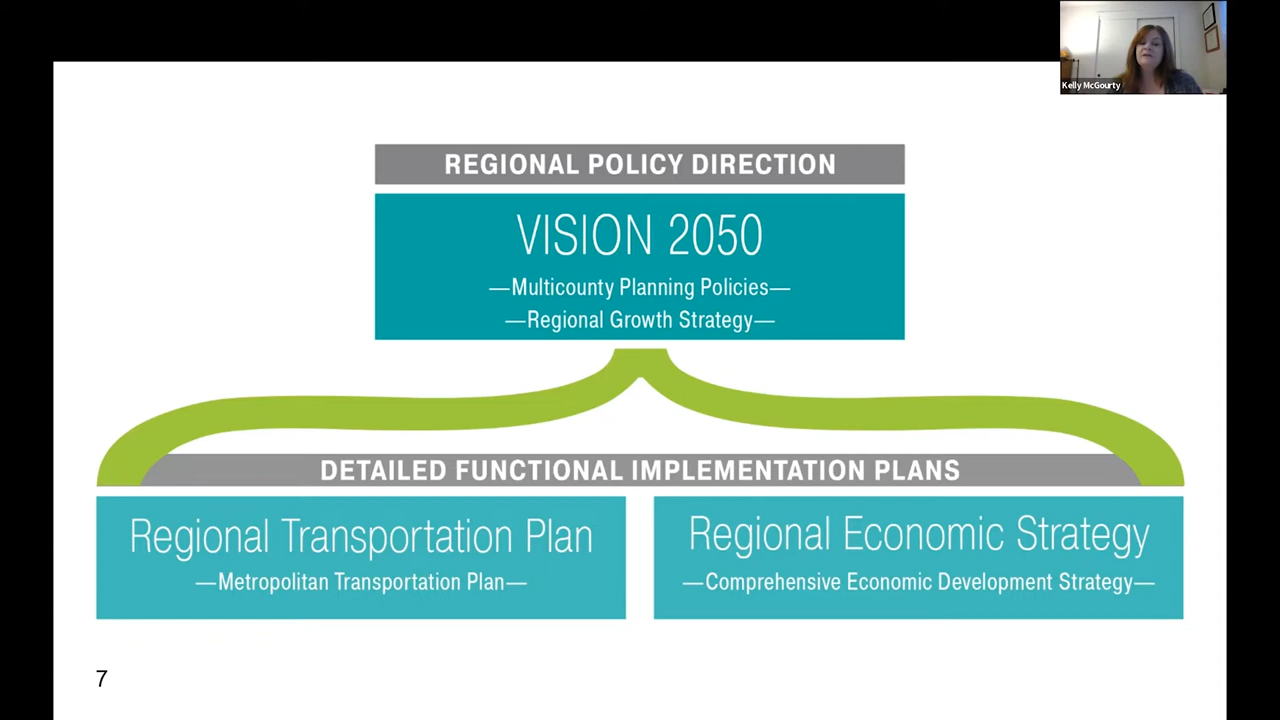 Kelly McGourty
REGIONAL POLICY DIRECTION
VISION 2050
—Multicounty Planning Policies—
—Regional Growth Strategy—
DETAILED FUNCTIONAL IMPLEMENTATION PLANS
Regional Transportation Plan
—Metropolitan Transportation Plan—
Regional Economic Strategy
—Comprehensive Economic Development Strategy—
7